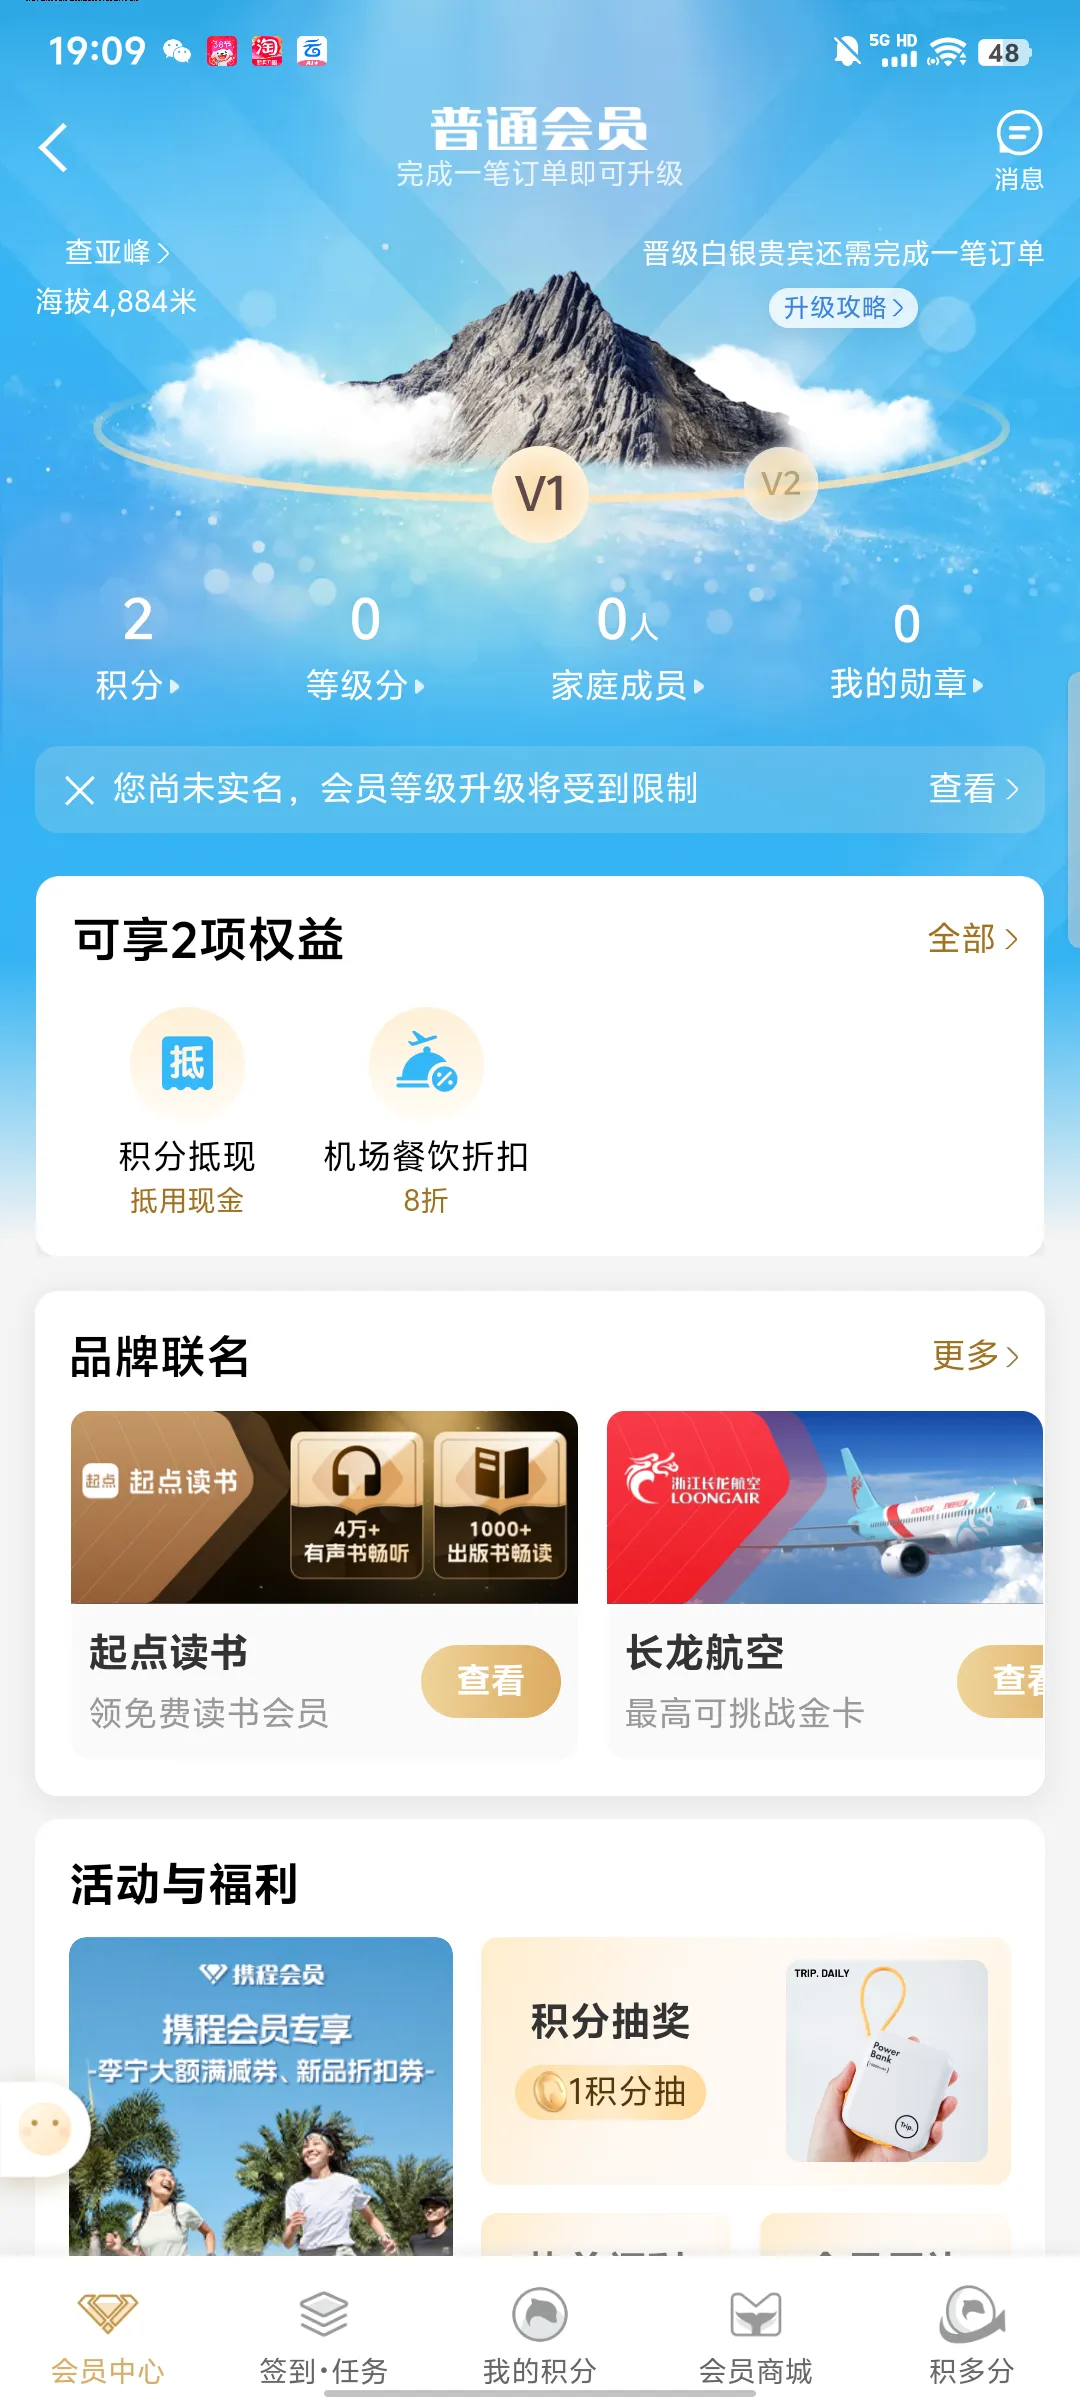 19:09
5G HD
48
普通会员
完成一笔订单即可升级
消息
查亚峰
海拔4,884米
晋级白银贵宾还需完成一笔订单
升级攻略
V1
V2
2
0
0人
0
积分
等级分
家庭成员
我的勋章
您尚未实名，会员等级升级将受到限制
查看
可享2项权益
全部
抵
积分抵现
抵用现金
机场餐饮折扣
8折
品牌联名
更多
起点
起点读书
4万+
有声书畅听
1000+
出版书畅读
浙江长龙航空
LOONGAIR
起点读书
领免费读书会员
查看
长龙航空
最高可挑战金卡
查看
活动与福利
携程会员
携程会员专享
-李宁大额满减券、新品折扣券-
积分抽奖
1积分抽
TRIP. DAILY
Power
Bank
Trip.
会员中心
签到·任务
我的积分
会员商城
积多分